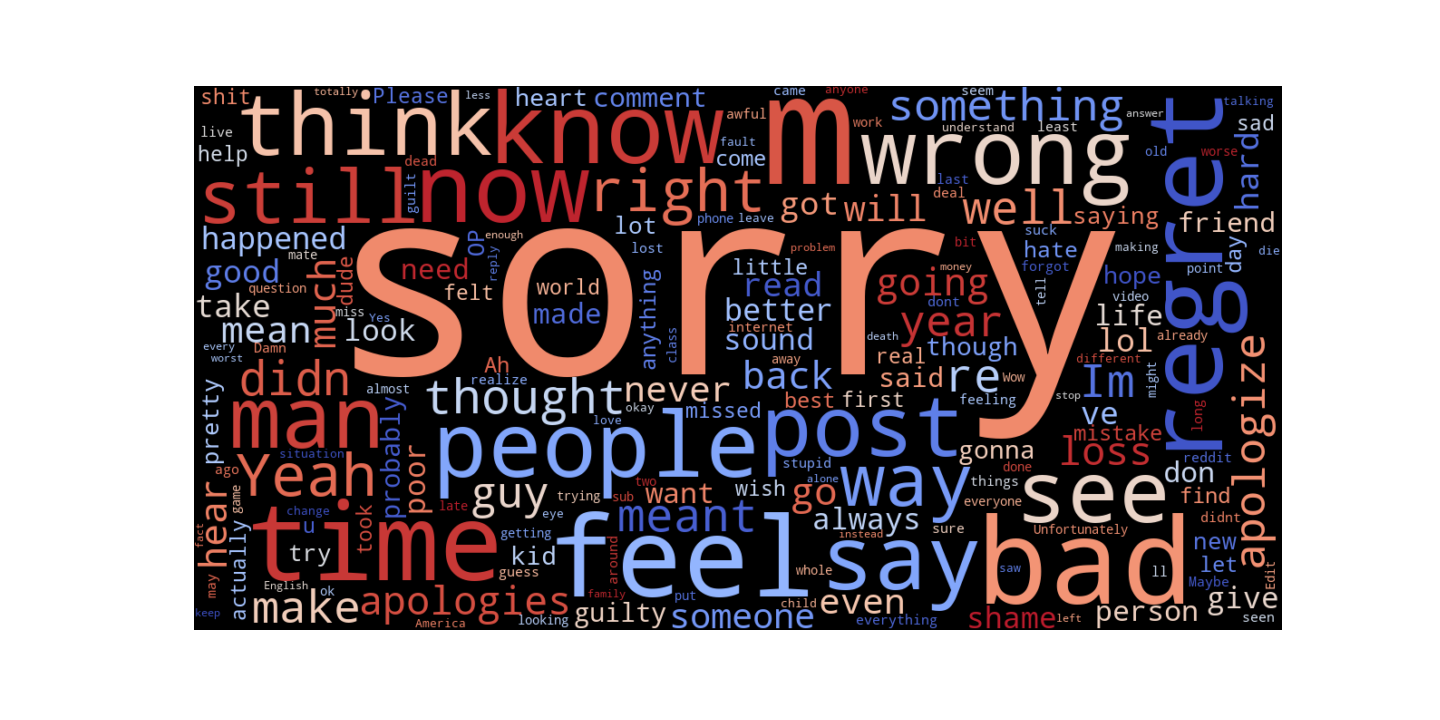 shit
totally
Please
less
heart
comment
came
anyone
seem
something
talking
think
know
m
awful
work
understand
least
answer
regret
sad
live
help
dead
fault
come
wrong
old
worse
hard
still
guilt
now
right
last
deal
got
will
well
saying
friend
phone
leave
lot
happened
mate
OP
enough
reply
sorry
lost
problem
bit
suck
hate
making
day
die
good
question
much
dude
need
felt
world
anything
little
read
going
money
forgot
hope
point
dont
tell
video
take
miss
Yes
made
better
internet
year
life
mean
look
sound
class
death
real
though
lol
already
every
worst
Damn
Ah
realize
away
back
said
re
Wow
different
apologize
didn
almost
thought
never
best
first
feeling
stop
Im
might
pretty
okay
love
missed
ve
long
man
probably
people
post
gonna
mistake
loss
situation
reddit
Yeah
poor
stupid
way
done
don
ago
hear
game
guy
trying
two
sub
want
wish
alone
go
things
see
find
late
time
everyone
change
took
u
eye
meant
always
sure
Unfortunately
didnt
fact
actually
getting
feel
instead
say
bad
new
try
kid
around
whole
saw
ll
let
may
English
ok
guess
Maybe
Edit
make
apologies
family
put
child
even
give
keep
America
looking
guilty
someone
everything
shame
left
person
seen